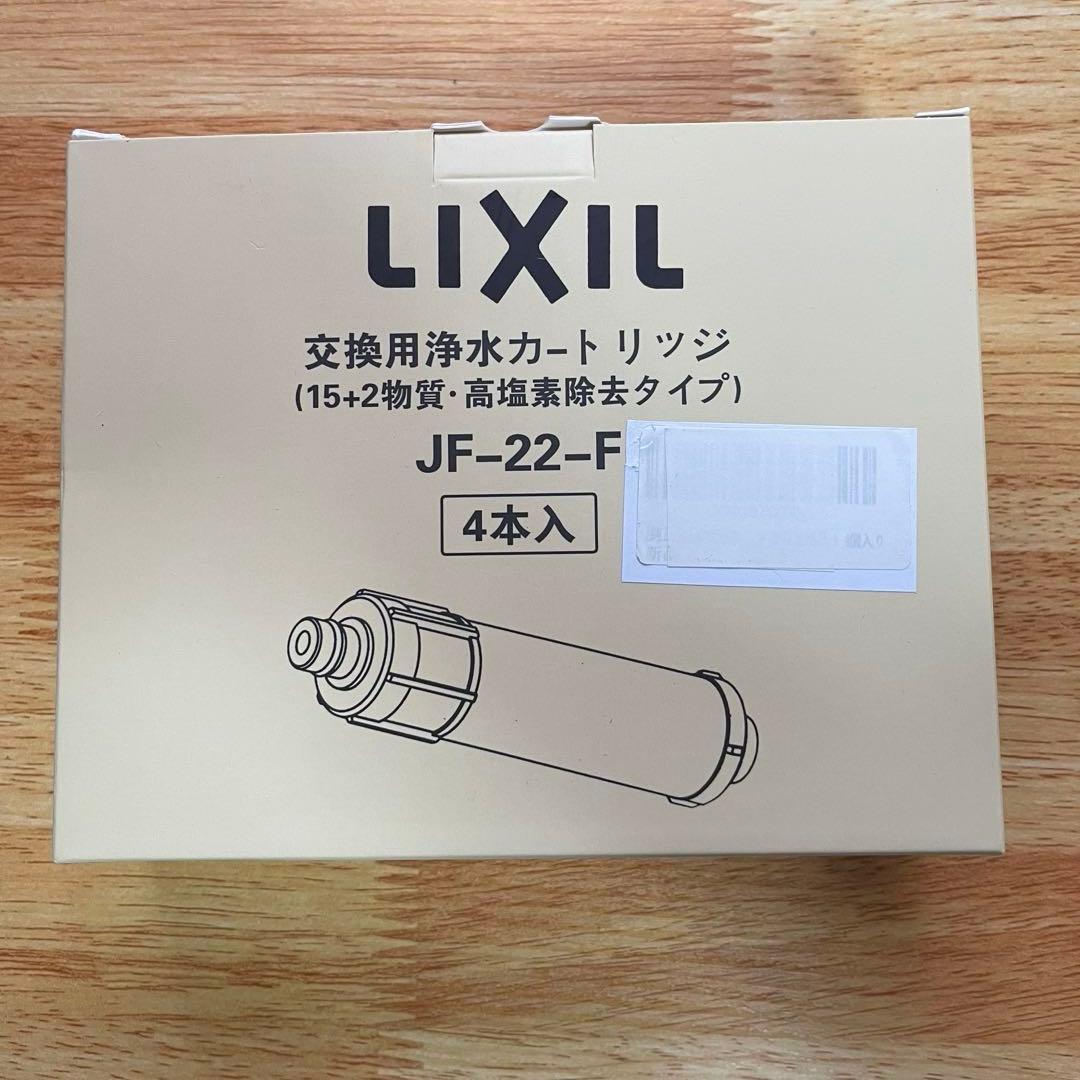 LIXIL
交換用浄水カートリッジ
(15+2物質·高塩素除去タイプ)
JF-22-F
4本入